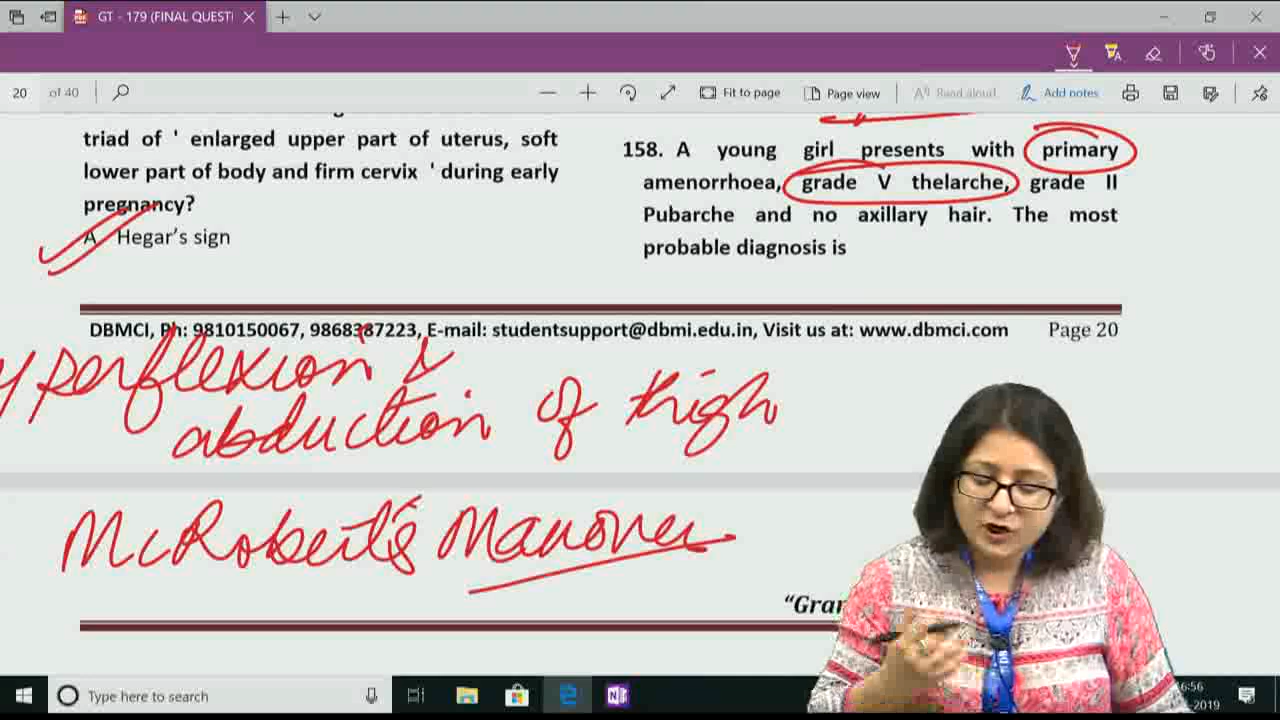 GT - 179 (FINAL QUESTI
20 of 40
Fit to page
Page view
Read aloud
Add notes
triad of ' enlarged upper part of uterus, soft
lower part of body and firm cervix ' during early
pregnancy?
A. Hegar's sign
158. A young girl presents with primary
amenorrhoea, grade V thelarche, grade II
Pubarche and no axillary hair. The most
probable diagnosis is
DBMCI, Ph: 9810150067, 9868387223, E-mail: studentsupport@dbmi.edu.in, Visit us at: www.dbmci.com Page 20
yperflexion &
abduction of thigh
McRobert's Manover
"Gran
Type here to search